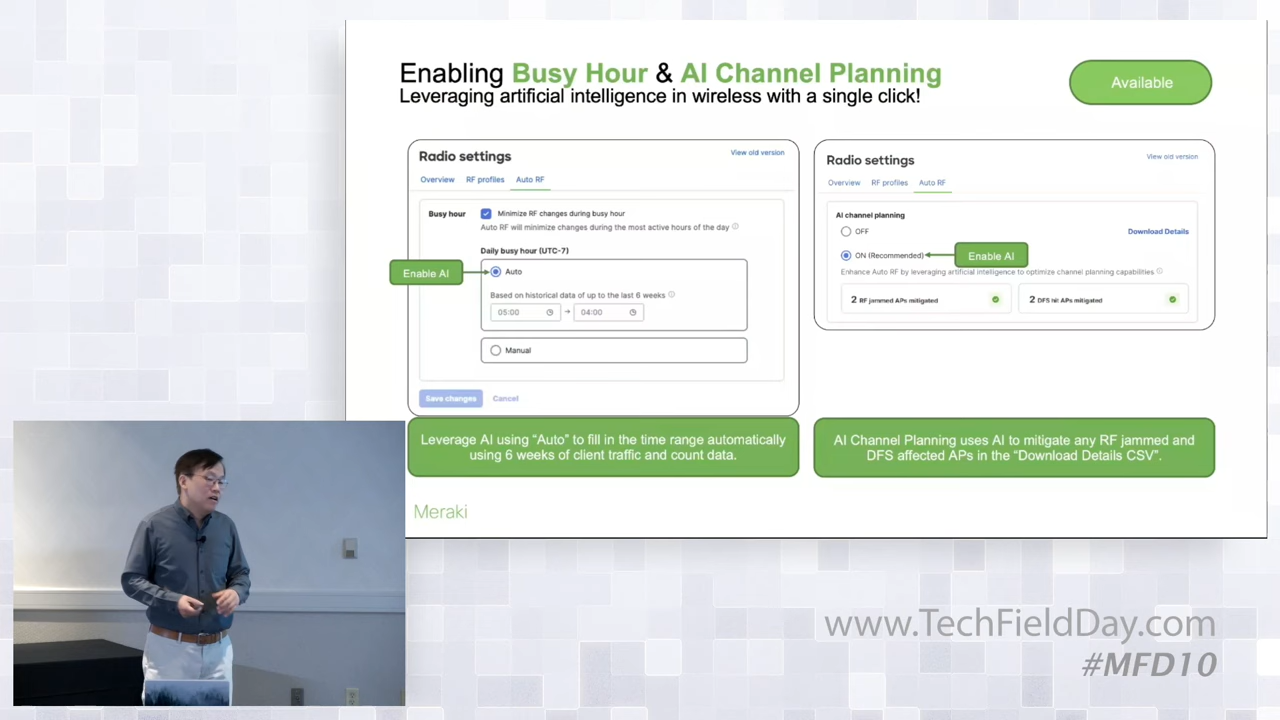 Enabling Busy Hour & AI Channel Planning
Leveraging artificial intelligence in wireless with a single click!
Available
Radio settings
View old version
Overview RF profiles Auto RF
Busy hour
Minimize RF changes during busy hour
Auto RF will minimize changes during the most active hours of the day
Daily busy hour (UTC-7)
Enable AI
Auto
Based on historical data of up to the last 6 weeks
05:00 → 04:00
Manual
Save changes Cancel
Leverage AI using “Auto” to fill in the time range automatically
using 6 weeks of client traffic and count data.
Radio settings
View old version
Overview RF profiles Auto RF
AI channel planning
OFF
Download Details
ON (Recommended)
Enable AI
Enhance Auto RF by leveraging artificial intelligence to optimize channel planning capabilities
2 RF jammed APs mitigated
2 DFS hit APs mitigated
AI Channel Planning uses AI to mitigate any RF jammed and
DFS affected APs in the “Download Details CSV”.
Meraki
www.TechFieldDay.com
#MFD10